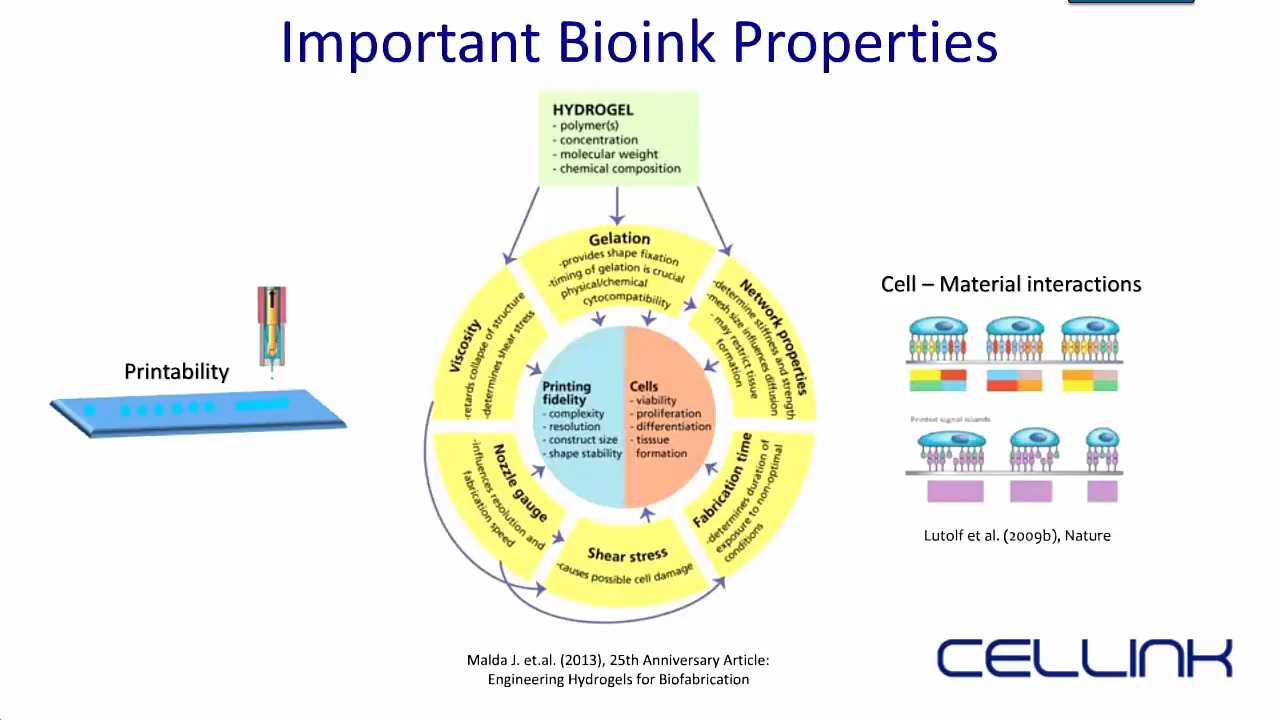 Important Bioink Properties
HYDROGEL
- polymer(s)
- concentration
- molecular weight
- chemical composition
Gelation
-provides shape fixation
-timing of gelation is crucial
physical/chemical
cytocompatibility
Network properties
-determine stiffness and strength
-mesh size influences diffusion
- may restrict tissue
formation
Viscosity
-retards collapse of structure
-determines shear stress
Printing
fidelity
- complexity
- resolution
- construct size
- shape stability
Cells
- viability
- proliferation
- differentiation
- tisssue
formation
Nozzle gauge
-influences resolution and
fabrication speed
Shear stress
-causes possible cell damage
Fabrication time
-determines duration of
exposure to non-optimal
conditions
Printability
Cell – Material interactions
Printed signal islands
Lutolf et al. (2009b), Nature
Malda J. et.al. (2013), 25th Anniversary Article:
Engineering Hydrogels for Biofabrication
CELLINK